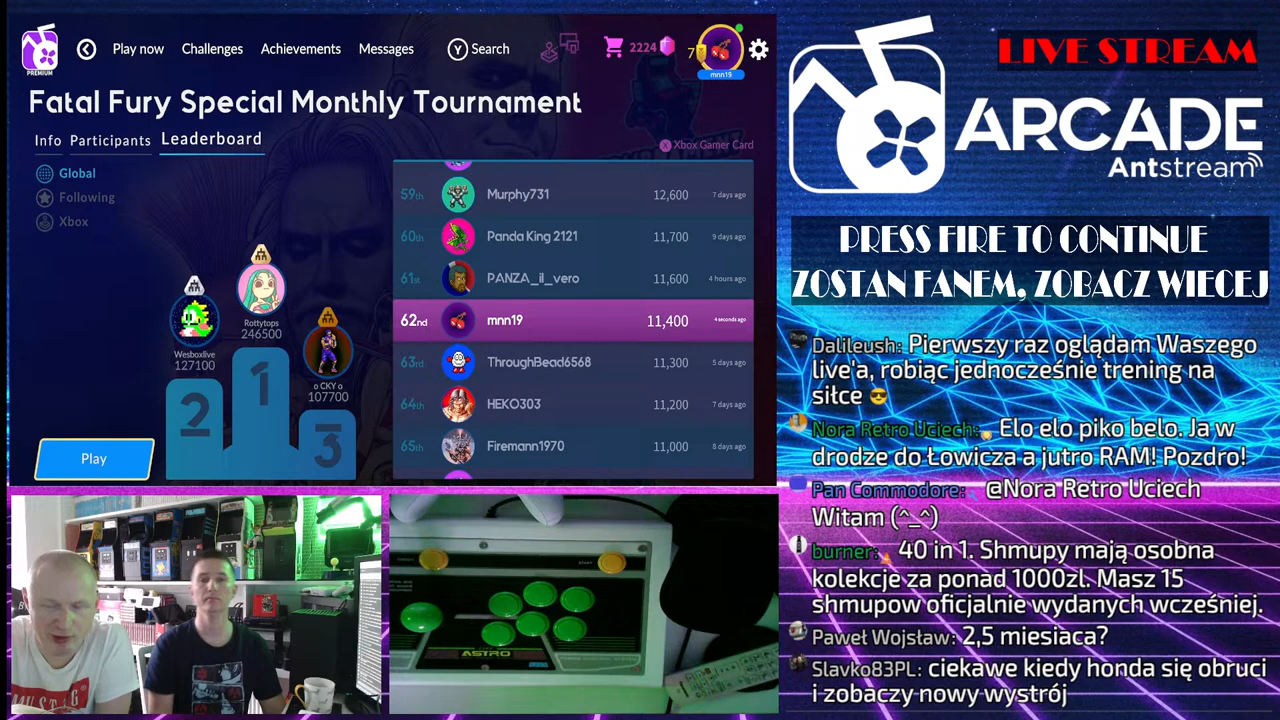 Play now
Challenges
Achievements
Messages
Y Search
2224
7
PREMIUM
mnn19
Fatal Fury Special Monthly Tournament
Info Participants Leaderboard
X Xbox Gamer Card
Global
Following
Xbox
Rottytops
246500
Wesboxlive
127100
o CKY o
107700
1
2
3
Play
59th Murphy731 12,600 7 days ago
60th Panda King 2121 11,700 9 days ago
61st PANZA_il_vero 11,600 4 hours ago
62nd mnn19 11,400 4 seconds ago
63rd ThroughBead6568 11,300 5 days ago
64th HEKO303 11,200 7 days ago
65th Firemann1970 11,000 8 days ago
LIVE STREAM
ARCADE
Antstream
PRESS FIRE TO CONTINUE
ZOSTAN FANEM, ZOBACZ WIECEJ
Dalileush: Pierwszy raz oglądam Waszego
live'a, robiąc jednocześnie trening na
siłce 😎
Nora Retro Uciech: Elo elo piko belo. Ja w
drodze do Łowicza a jutro RAM! Pozdro!
Pan Commodore: @Nora Retro Uciech
Witam (^_^)
burner: 40 in 1. Shmupy mają osobna
kolekcje za ponad 1000zl. Masz 15
shmupow oficjalnie wydanych wcześniej.
Paweł Wojsław: 2,5 miesiaca?
Slavko83PL: ciekawe kiedy honda się obruci
i zobaczy nowy wystrój
START
ASTRO